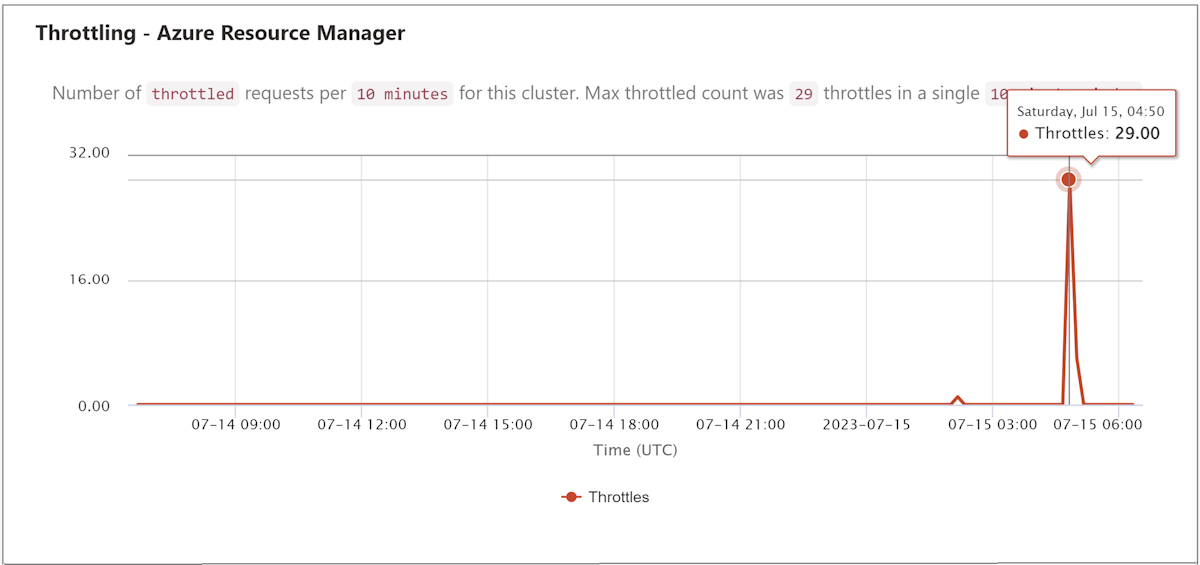 Throttling - Azure Resource Manager
Number of throttled requests per 10 minutes for this cluster. Max throttled count was 29 throttles in a single
Saturday, Jul 15, 04:50
Throttles: 29.00
32.00
16.00
0.00
07-14 09:00 07-14 12:00 07-14 15:00 07-14 18:00 07-14 21:00 2023-07-15 07-15 03:00 07-15 06:00
Time (UTC)
Throttles